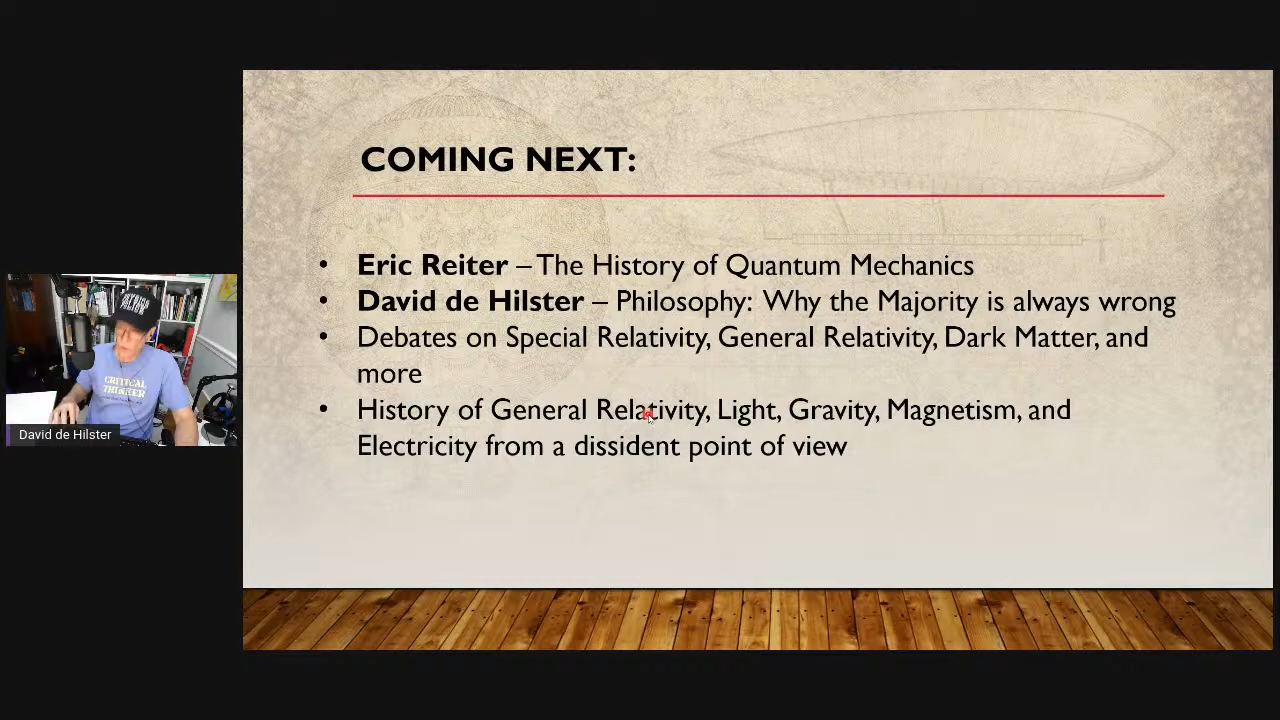 COMING NEXT:
• Eric Reiter – The History of Quantum Mechanics
• David de Hilster – Philosophy: Why the Majority is always wrong
• Debates on Special Relativity, General Relativity, Dark Matter, and
more
• History of General Relativity, Light, Gravity, Magnetism, and
Electricity from a dissident point of view
CRITICAL
THINKER
David de Hilster